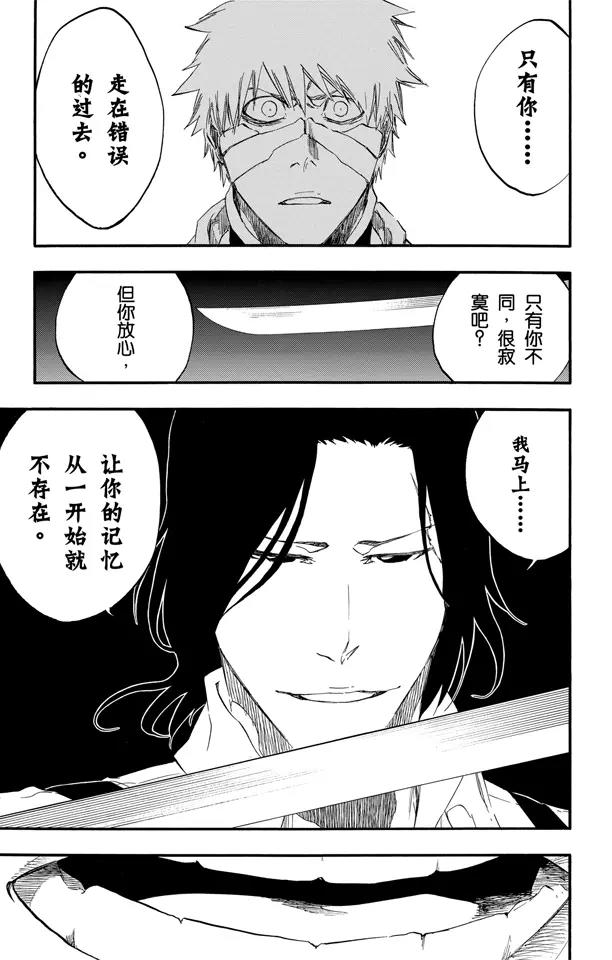 只有你……
走在错误
的过去。
只有你不
同，很寂
寞吧？
但你放心，
我马上……
让你的记忆
从一开始就
不存在。